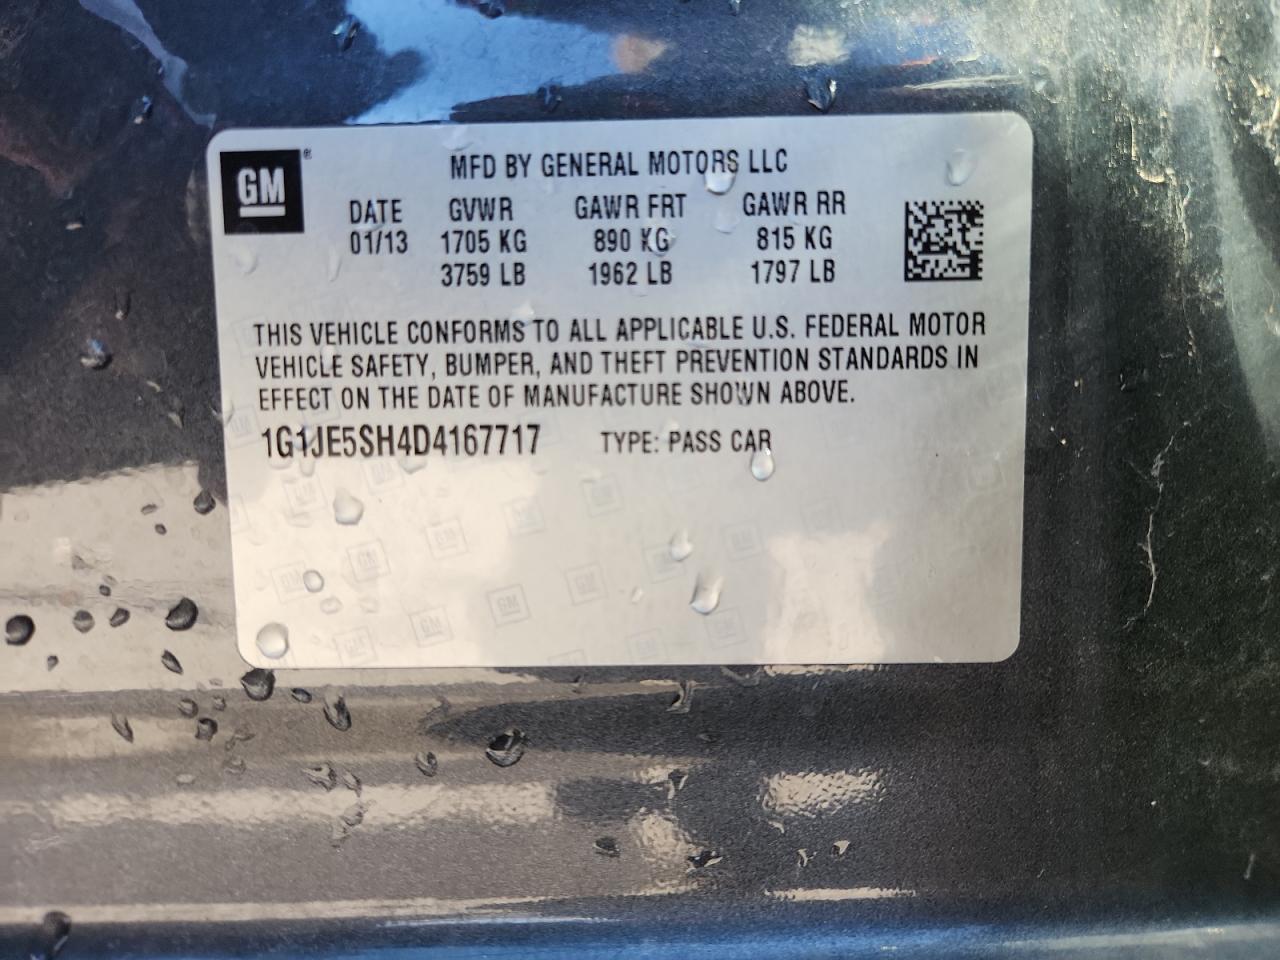 GM®
MFD BY GENERAL MOTORS LLC
DATE GVWR GAWR FRT GAWR RR
01/13 1705 KG 890 KG 815 KG
3759 LB 1962 LB 1797 LB
THIS VEHICLE CONFORMS TO ALL APPLICABLE U.S. FEDERAL MOTOR
VEHICLE SAFETY, BUMPER, AND THEFT PREVENTION STANDARDS IN
EFFECT ON THE DATE OF MANUFACTURE SHOWN ABOVE.
1G1JE5SH4D4167717 TYPE: PASS CAR